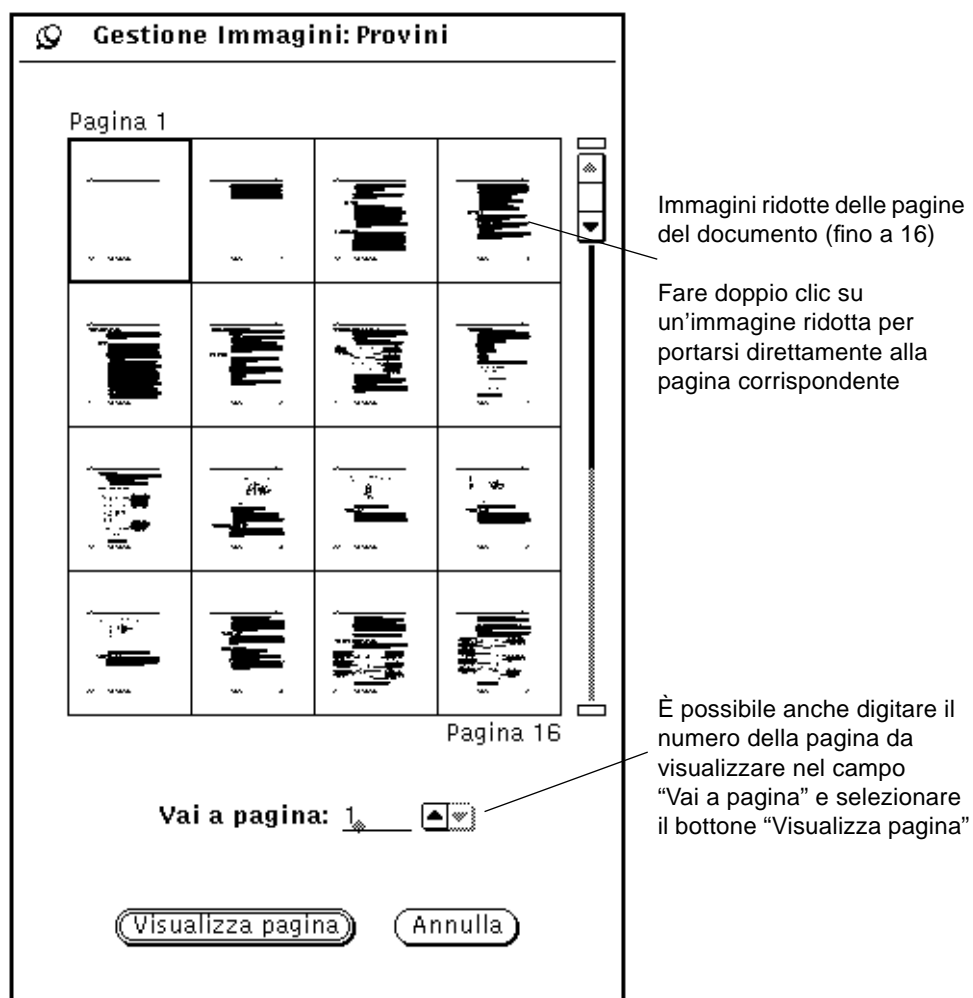 Gestione Immagini: Provini
Pagina 1
Immagini ridotte delle pagine
del documento (fino a 16)
Fare doppio clic su
un’immagine ridotta per
portarsi direttamente alla
pagina corrispondente
Pagina 16
È possibile anche digitare il
numero della pagina da
visualizzare nel campo
“Vai a pagina” e selezionare
il bottone “Visualizza pagina”
Vai a pagina: 1
Visualizza pagina
Annulla